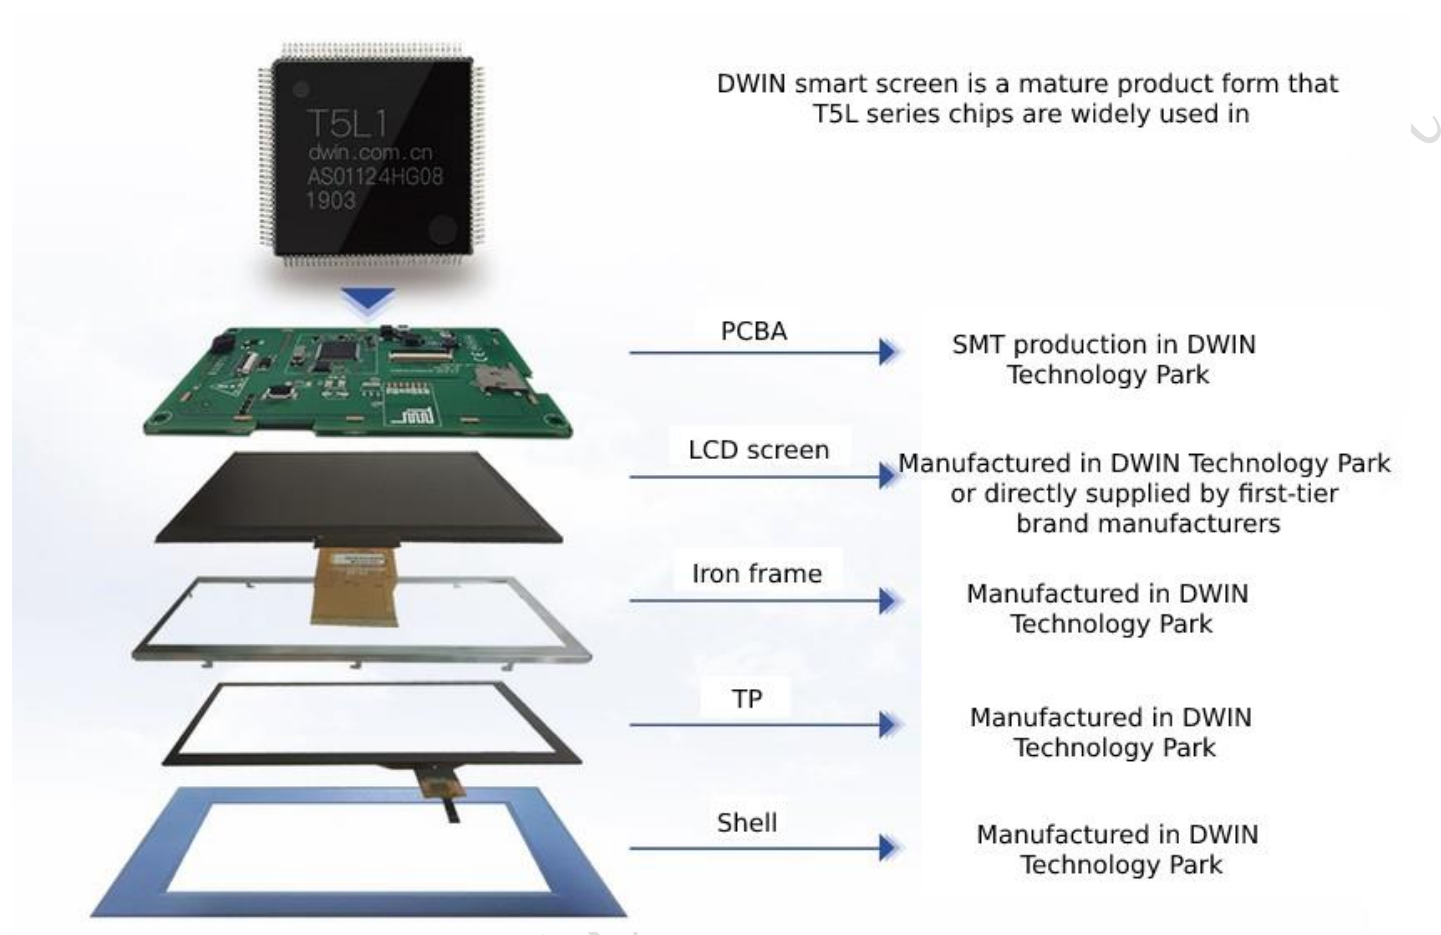 T5L1
dwin.com.cn
AS01124HG08
1903
DWIN smart screen is a mature product form that
T5L series chips are widely used in
PCBA
SMT production in DWIN
Technology Park
LCD screen
Manufactured in DWIN Technology Park
or directly supplied by first-tier
brand manufacturers
Iron frame
Manufactured in DWIN
Technology Park
TP
Manufactured in DWIN
Technology Park
Shell
Manufactured in DWIN
Technology Park